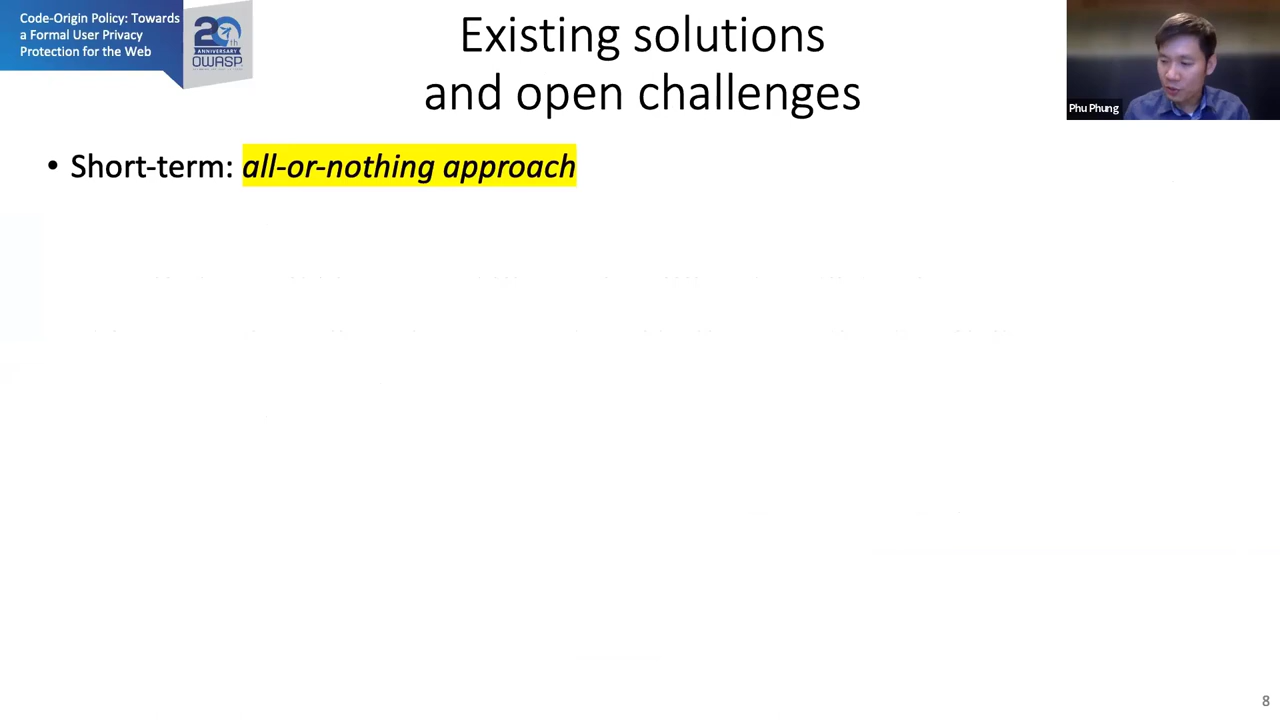 Code-Origin Policy: Towards
a Formal User Privacy
Protection for the Web
20th
ANNIVERSARY
OWASP
Existing solutions
and open challenges
Phu Phung
• Short-term: all-or-nothing approach
8